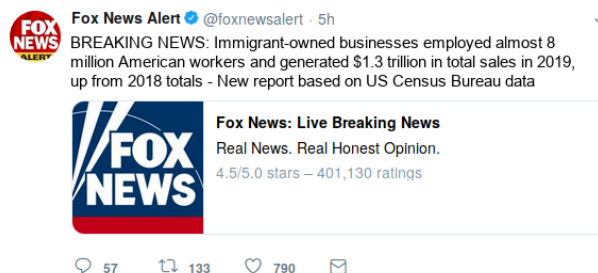 FOX
NEWS
ALERT
Fox News Alert @foxnewsalert · 5h
BREAKING NEWS: Immigrant-owned businesses employed almost 8
million American workers and generated $1.3 trillion in total sales in 2019,
up from 2018 totals - New report based on US Census Bureau data
FOX
NEWS
Fox News: Live Breaking News
Real News. Real Honest Opinion.
4.5/5.0 stars – 401,130 ratings
57 133 790